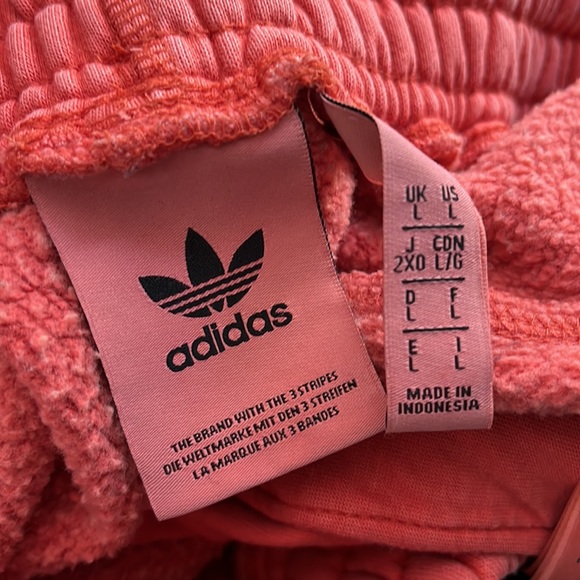 adidas
THE BRAND WITH THE 3 STRIPES
DIE WELTMARKE MIT DEN 3 STREIFEN
LA MARQUE AUX 3 BANDES
UK US
L L
J CDN
2XO L/G
D F
L L
E I
L L
MADE IN
INDONESIA